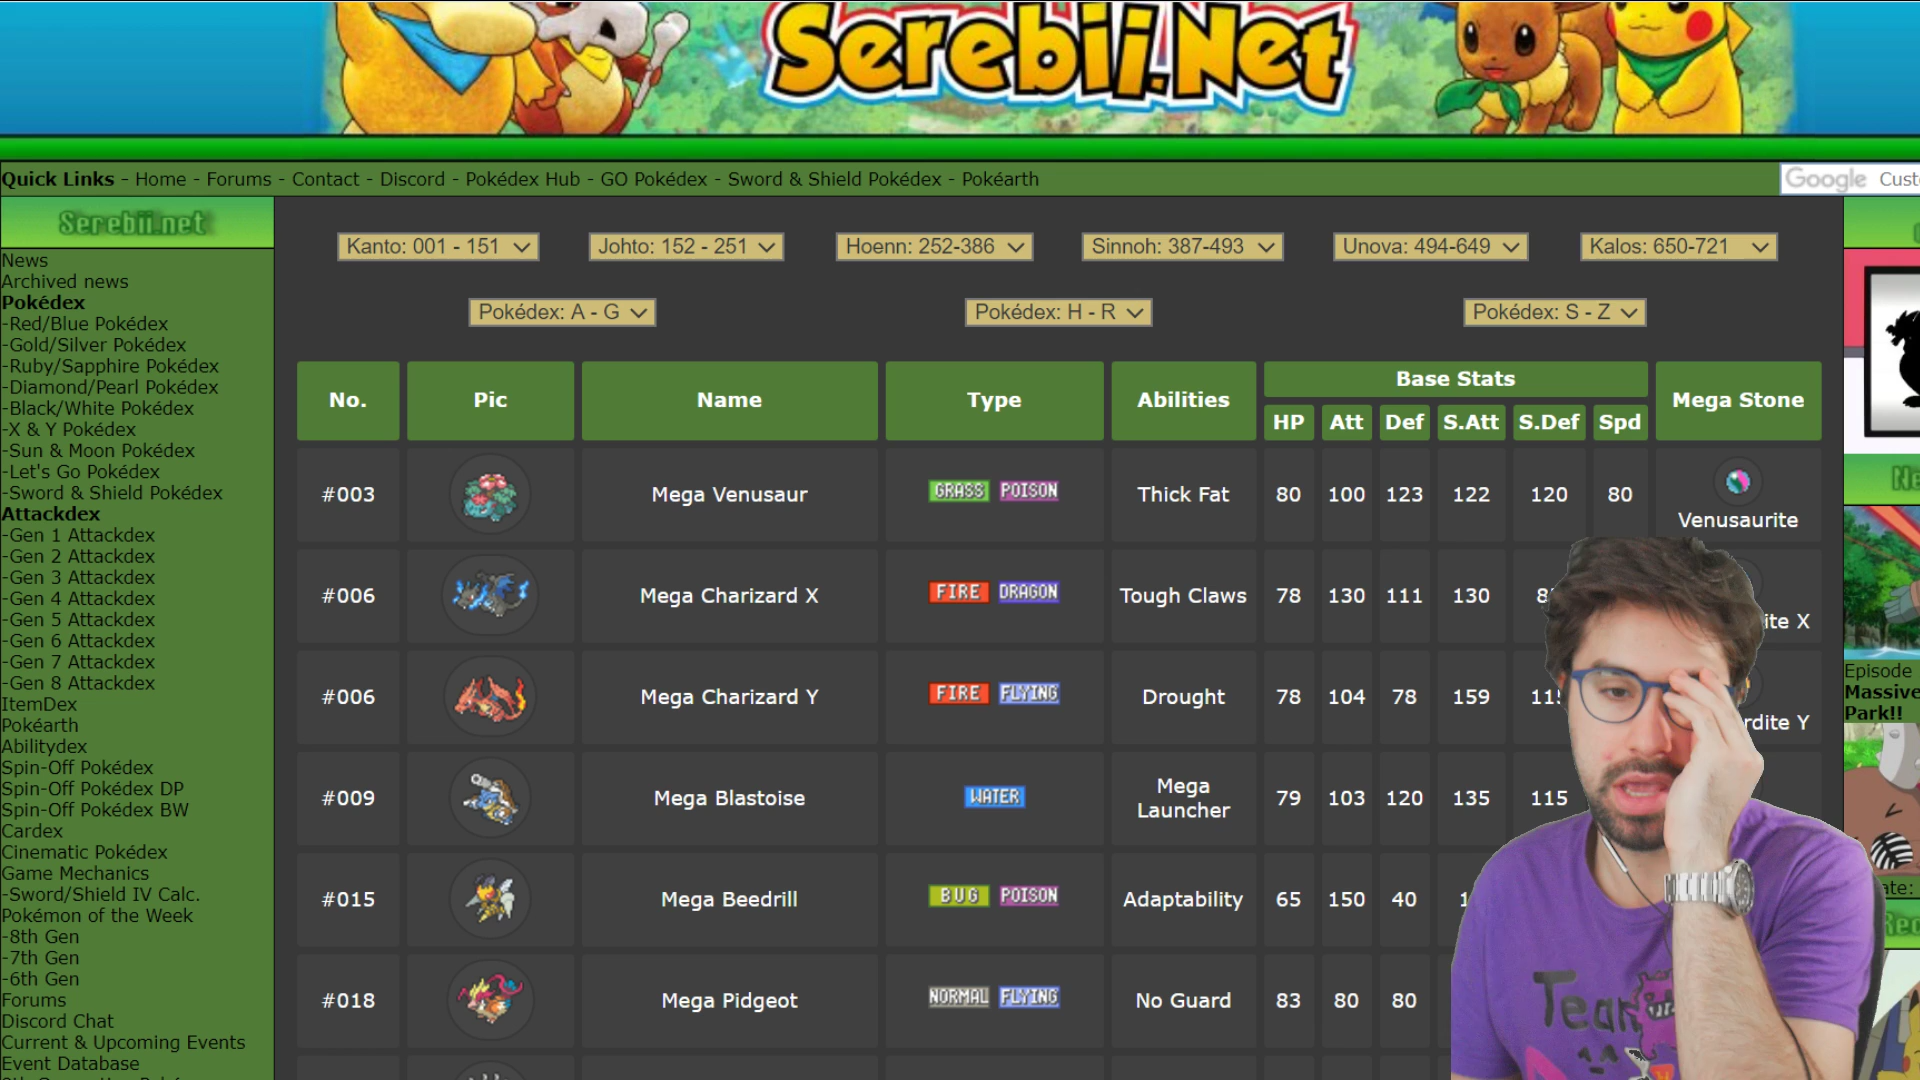 Serebii.Net
Quick Links - Home - Forums - Contact - Discord - Pokédex Hub - GO Pokédex - Sword & Shield Pokédex - Pokéarth
Google
Serebii.net
News
Archived news
Pokédex
-Red/Blue Pokédex
-Gold/Silver Pokédex
-Ruby/Sapphire Pokédex
-Diamond/Pearl Pokédex
-Black/White Pokédex
-X & Y Pokédex
-Sun & Moon Pokédex
-Let's Go Pokédex
-Sword & Shield Pokédex
Attackdex
-Gen 1 Attackdex
-Gen 2 Attackdex
-Gen 3 Attackdex
-Gen 4 Attackdex
-Gen 5 Attackdex
-Gen 6 Attackdex
-Gen 7 Attackdex
-Gen 8 Attackdex
ItemDex
Pokéarth
Abilitydex
Spin-Off Pokédex
Spin-Off Pokédex DP
Spin-Off Pokédex BW
Cardex
Cinematic Pokédex
Game Mechanics
-Sword/Shield IV Calc.
Pokémon of the Week
-8th Gen
-7th Gen
-6th Gen
Forums
Discord Chat
Current & Upcoming Events
Event Database
Kanto: 001 - 151 Johto: 152 - 251 Hoenn: 252-386 Sinnoh: 387-493 Unova: 494-649 Kalos: 650-721
Pokédex: A - G Pokédex: H - R Pokédex: S - Z
No. Pic Name Type Abilities Base Stats Mega Stone
HP Att Def S.Att S.Def Spd
#003 Mega Venusaur GRASS POISON Thick Fat 80 100 123 122 120 80 Venusaurite
#006 Mega Charizard X FIRE DRAGON Tough Claws 78 130 111 130 ite X
#006 Mega Charizard Y FIRE FLYING Drought 78 104 78 159 115 rdite Y
#009 Mega Blastoise WATER Mega Launcher 79 103 120 135 115
#015 Mega Beedrill BUG POISON Adaptability 65 150 40
#018 Mega Pidgeot NORMAL FLYING No Guard 83 80 80
Episode
Massive
Park!!
Team